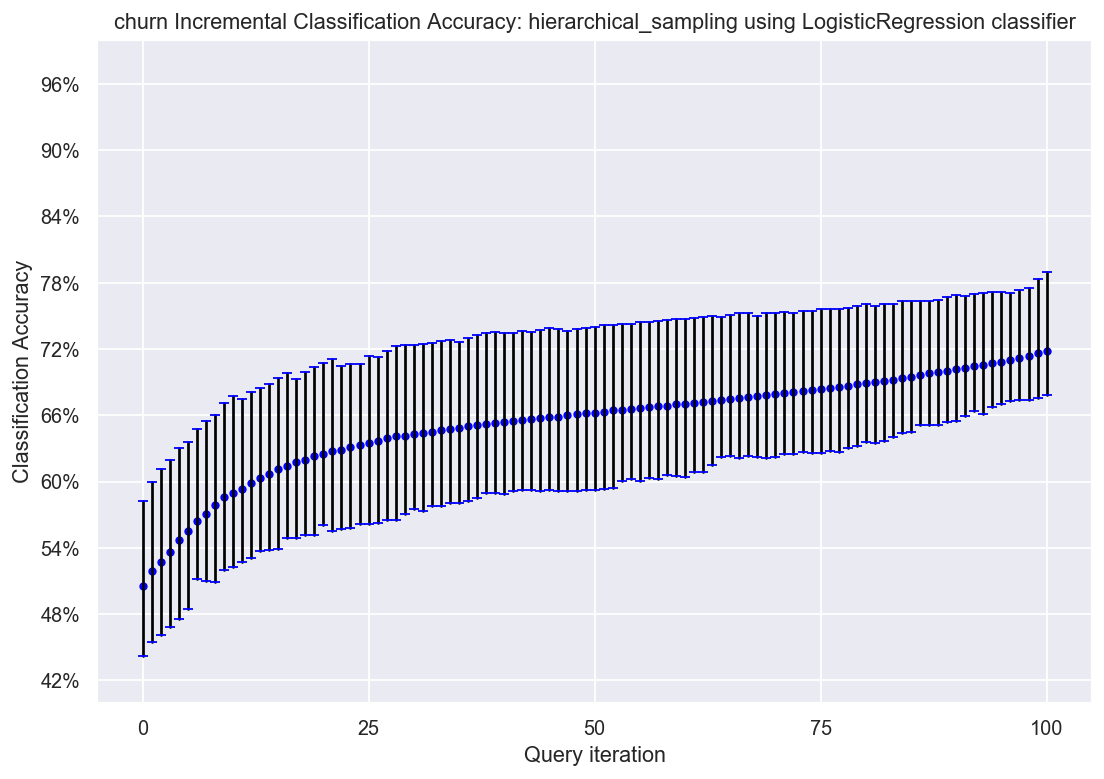 churn Incremental Classification Accuracy: hierarchical_sampling using LogisticRegression classifier
96%
90%
84%
78%
72%
66%
60%
54%
48%
42%
Classification Accuracy
0 25 50 75 100
Query iteration